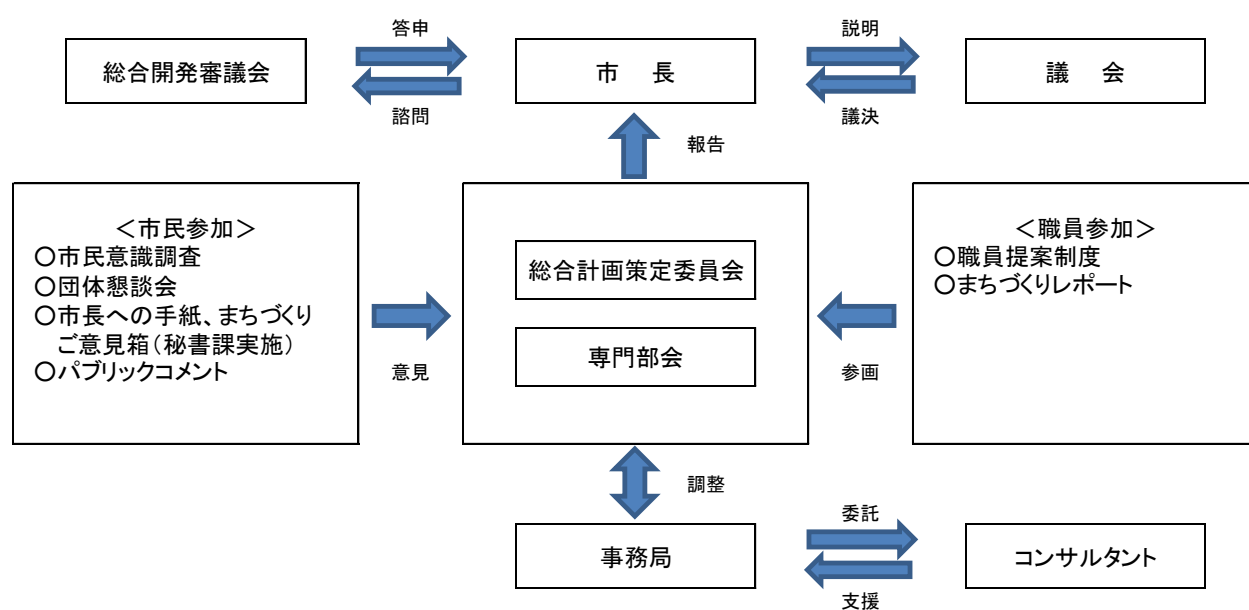 答申
説明
総合開発審議会
市　長
議　会
諮問
議決
報告
＜市民参加＞
○市民意識調査
○団体懇談会
○市長への手紙、まちづくり
ご意見箱（秘書課実施）
○パブリックコメント
意見
総合計画策定委員会
専門部会
＜職員参加＞
○職員提案制度
○まちづくりレポート
参画
調整
委託
事務局
コンサルタント
支援